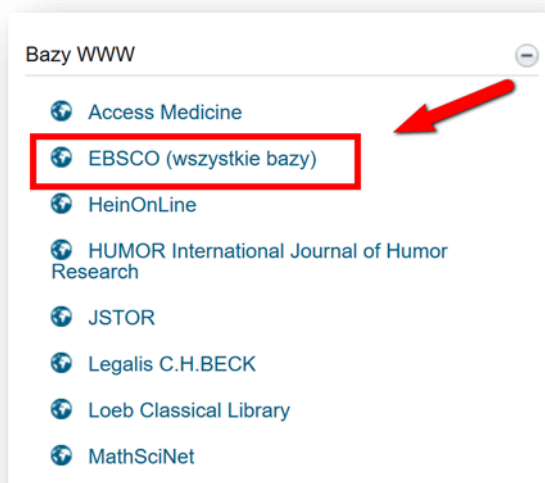 Bazy WWW
Access Medicine
EBSCO (wszystkie bazy)
HeinOnLine
HUMOR International Journal of Humor
Research
JSTOR
Legalis C.H.BECK
Loeb Classical Library
MathSciNet